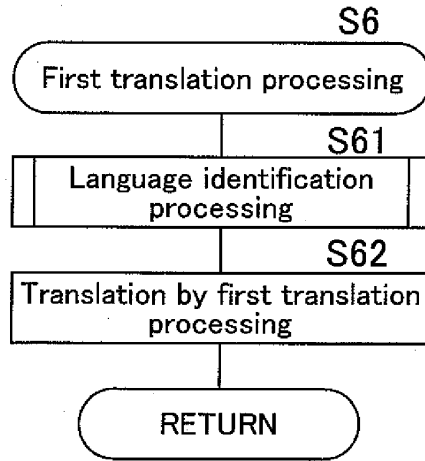 S6
First translation processing
S61
Language identification
processing
S62
Translation by first translation
processing
RETURN